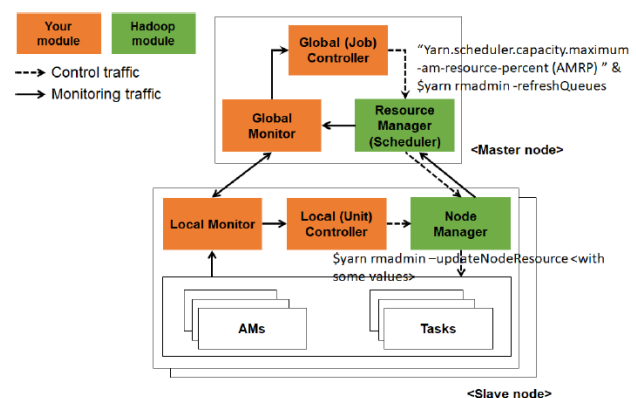 Your
module
Hadoop
module
Control traffic
Monitoring traffic
Global (Job)
Controller
“Yarn.scheduler.capacity.maximum
-am-resource-percent (AMRP) ” &
$yarn rmadmin -refreshQueues
Global
Monitor
Resource
Manager
(Scheduler)
<Master node>
Local Monitor
Local (Unit)
Controller
Node
Manager
$yarn rmadmin –updateNodeResource <with
some values>
AMs
Tasks
<Slave node>